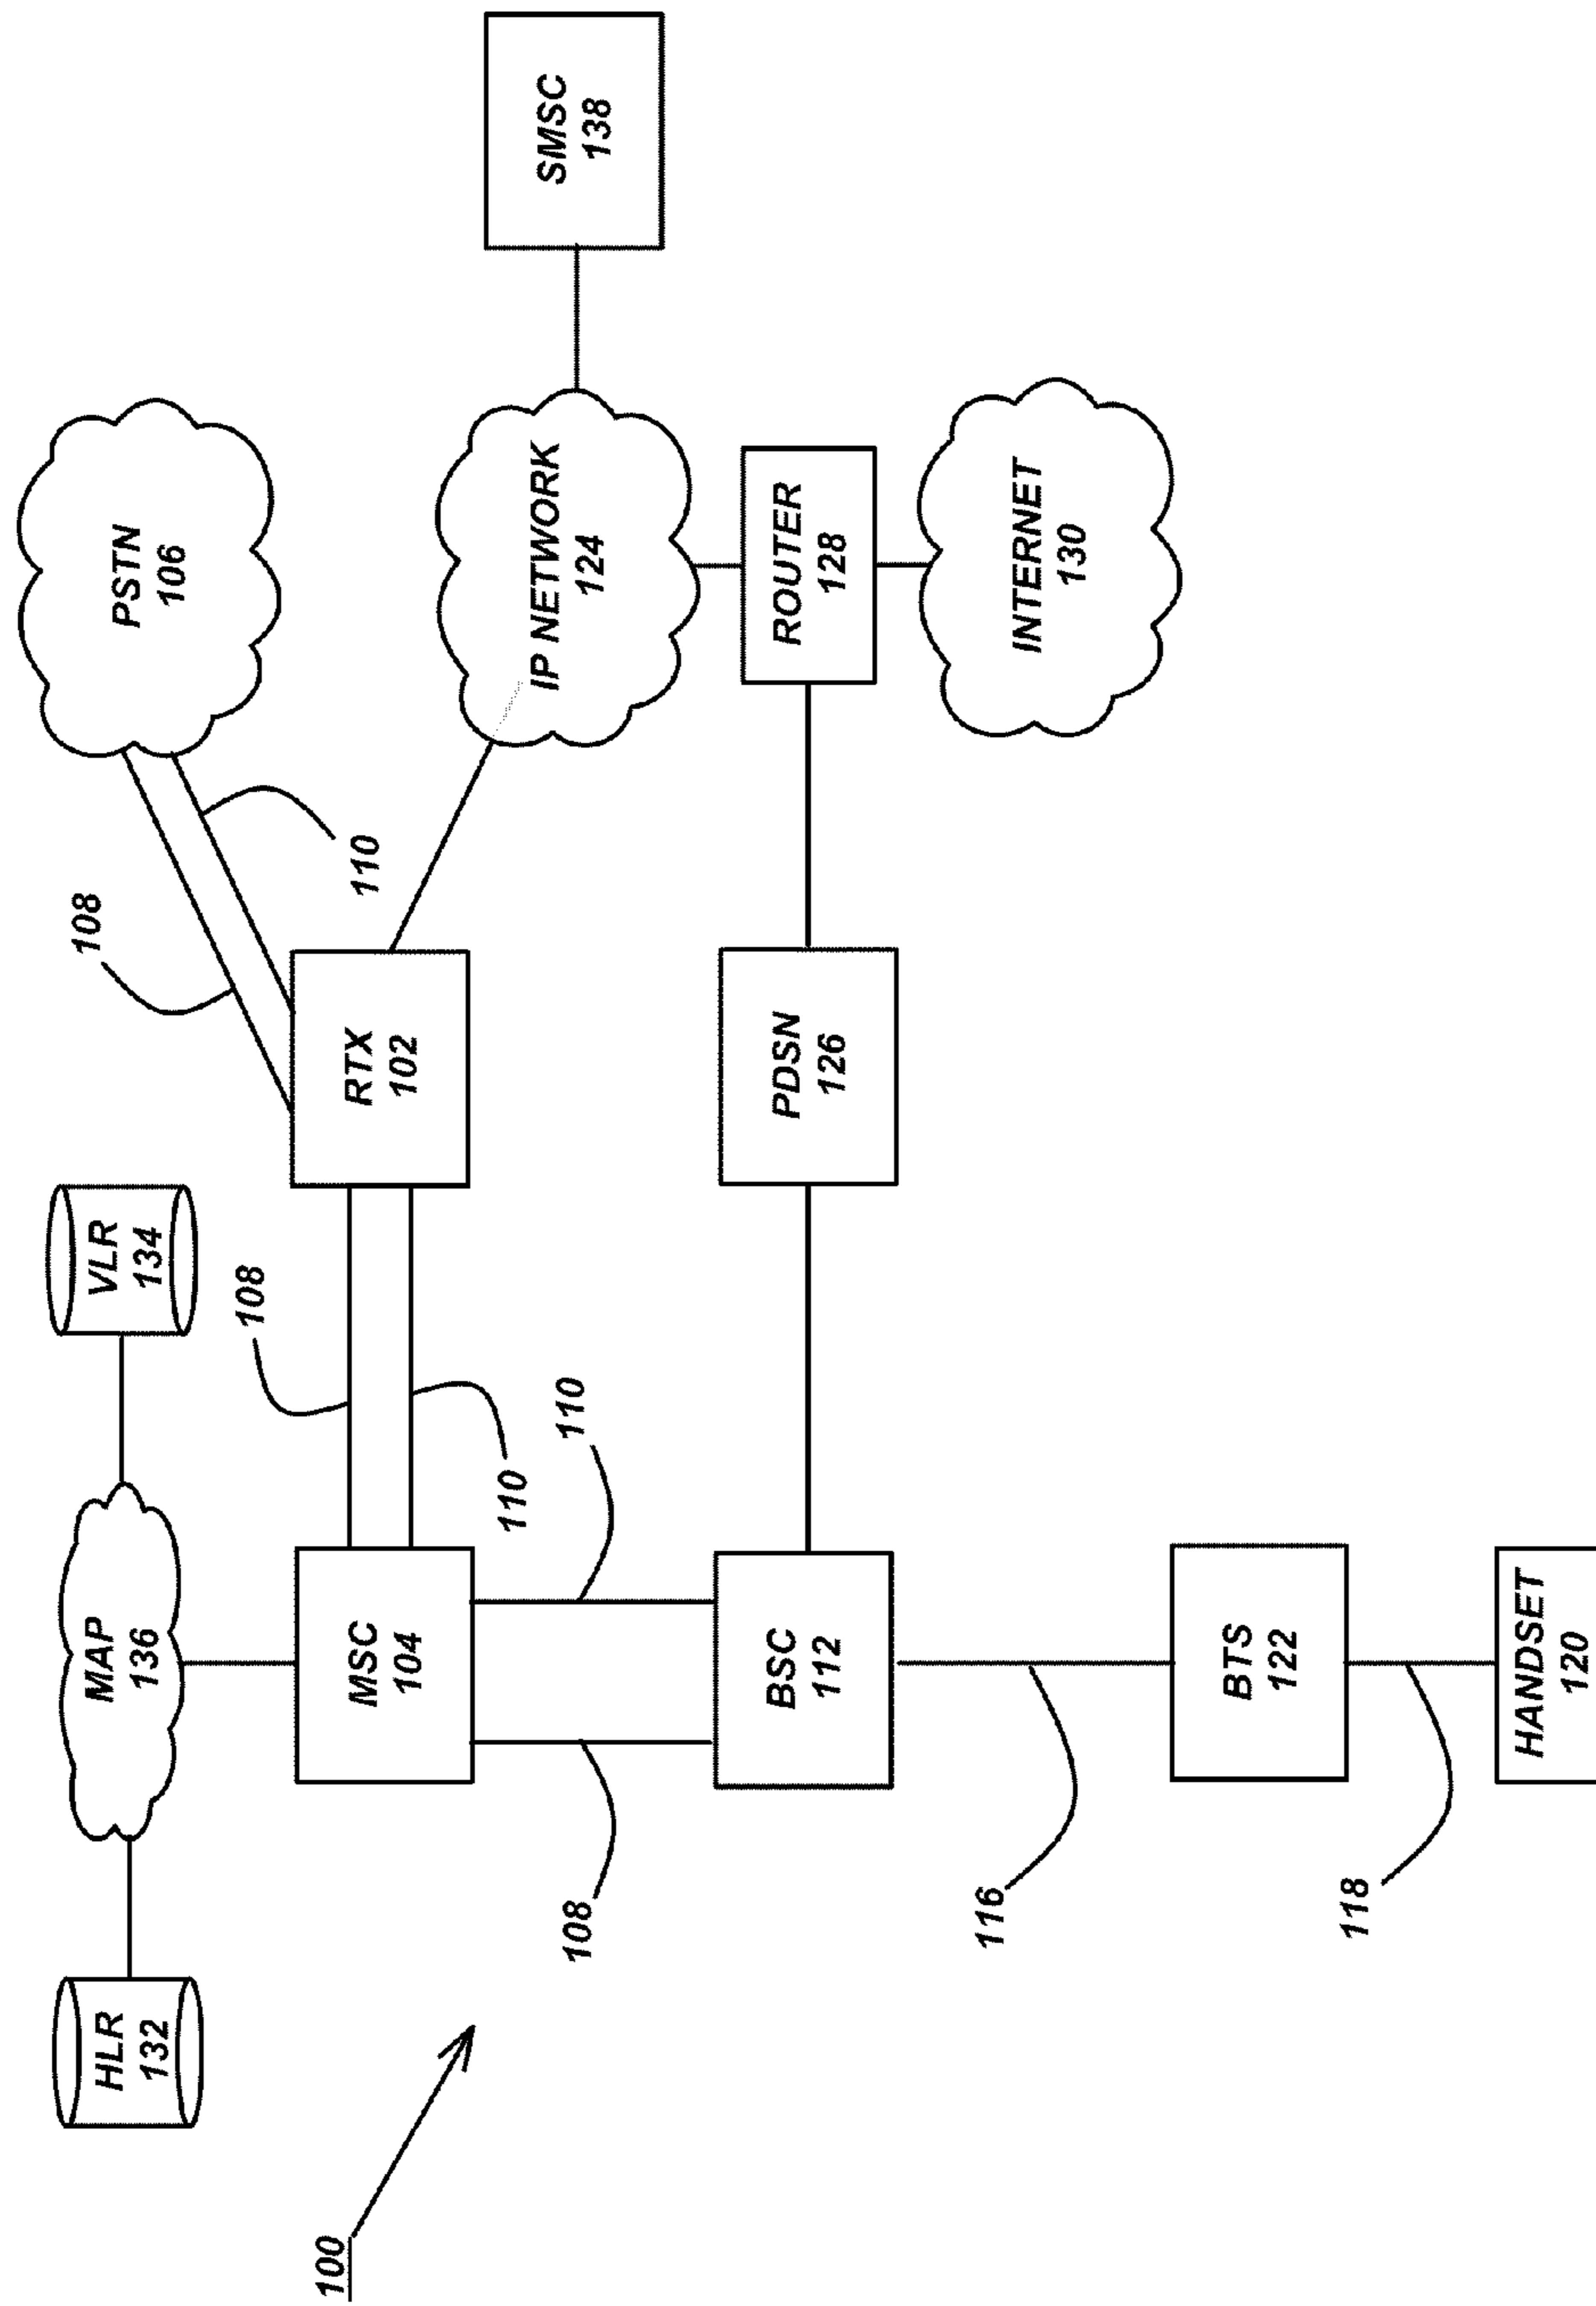 HLR
132
MAP
136
VLR
134
PSTN
106
108
110
100
MSC
104
108
110
RTX
102
IP NETWORK
124
SMSC
138
108
110
BSC
112
PDSN
126
ROUTER
128
116
INTERNET
130
BTS
122
118
HANDSET
120